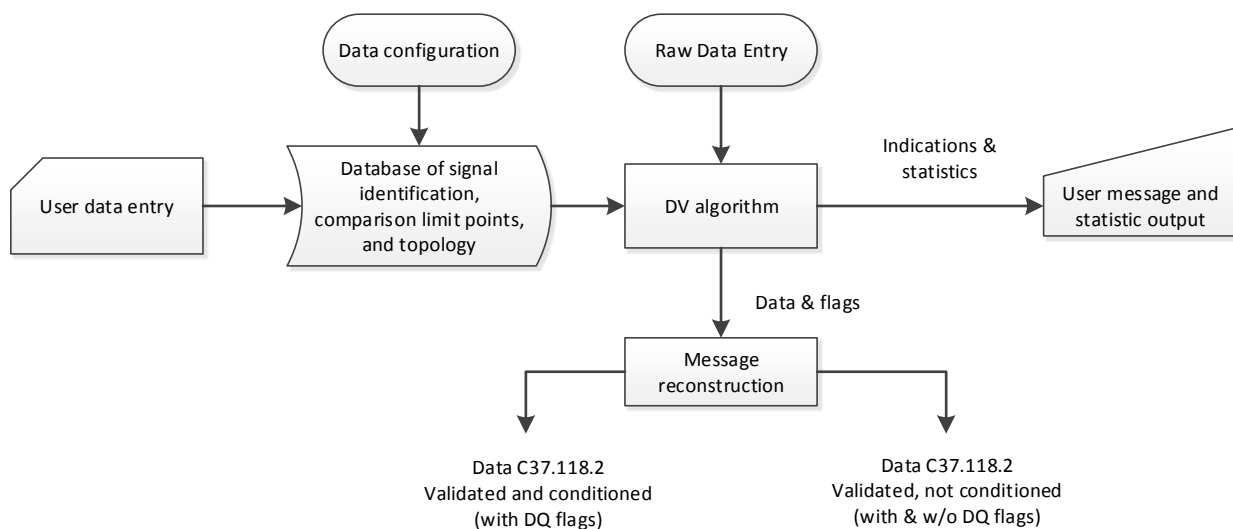 Data configuration
Raw Data Entry
User data entry
Database of signal
identification,
comparison limit points,
and topology
DV algorithm
Indications &
statistics
User message and
statistic output
Data & flags
Message
reconstruction
Data C37.118.2
Validated and conditioned
(with DQ flags)
Data C37.118.2
Validated, not conditioned
(with & w/o DQ flags)